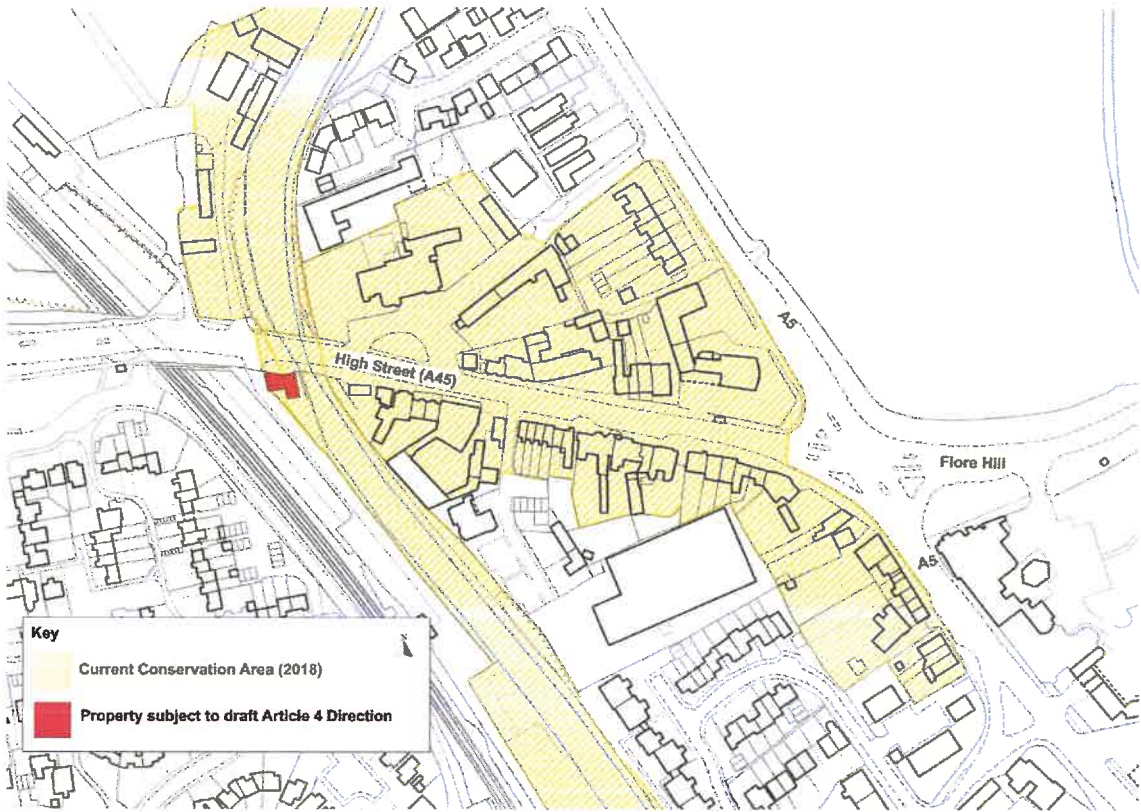 High Street (A45)
A5
Flore Hill
A5
Key
Current Conservation Area (2018)
Property subject to draft Article 4 Direction